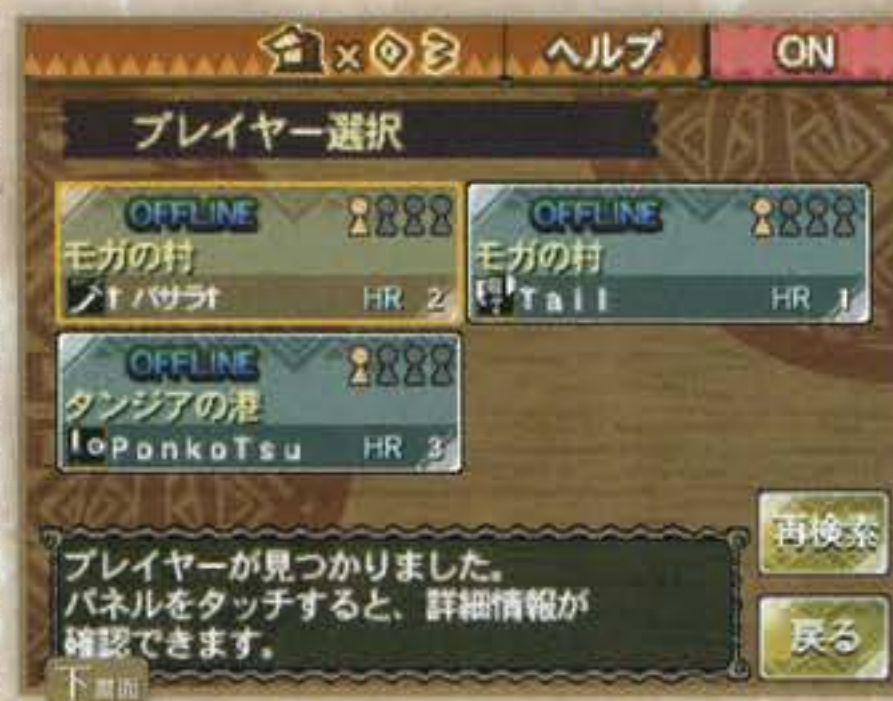 × ヘルプ ON
プレイヤー選択
OFFLINE
モガの村
† バサラ† HR 2
OFFLINE
モガの村
Tail HR 1
OFFLINE
タンジアの港
PonkoTsu HR 3
再検索
プレイヤーが見つかりました。
パネルをタッチすると、詳細情報が
確認できます。
戻る
下画面